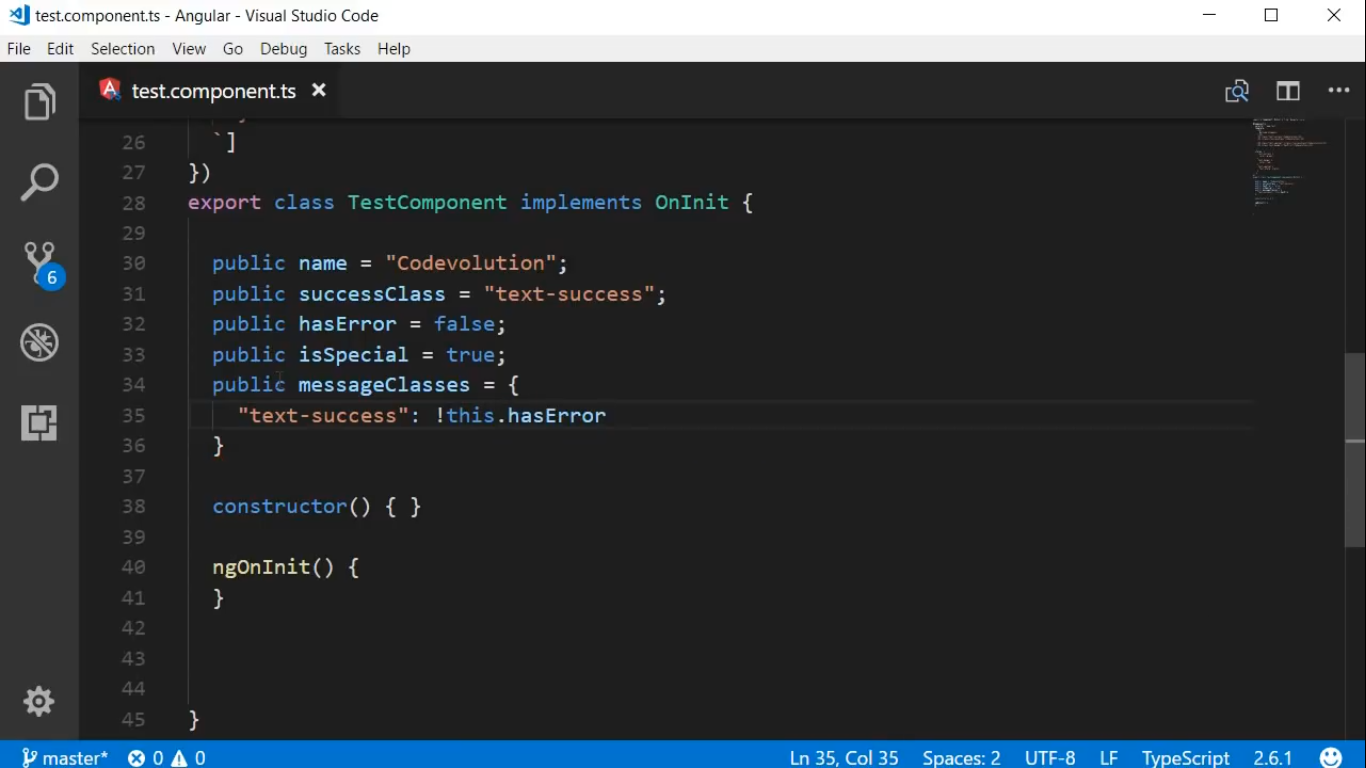 test.component.ts - Angular - Visual Studio Code
File Edit Selection View Go Debug Tasks Help
test.component.ts
26 `]
27 })
28 export class TestComponent implements OnInit {
29
30 public name = "Codevolution";
31 public successClass = "text-success";
32 public hasError = false;
33 public isSpecial = true;
34 public messageClasses = {
35 "text-success": !this.hasError
36 }
37
38 constructor() { }
39
40 ngOnInit() {
41 }
42
43
44
45 }
6
master* 0 0 Ln 35, Col 35 Spaces: 2 UTF-8 LF TypeScript 2.6.1